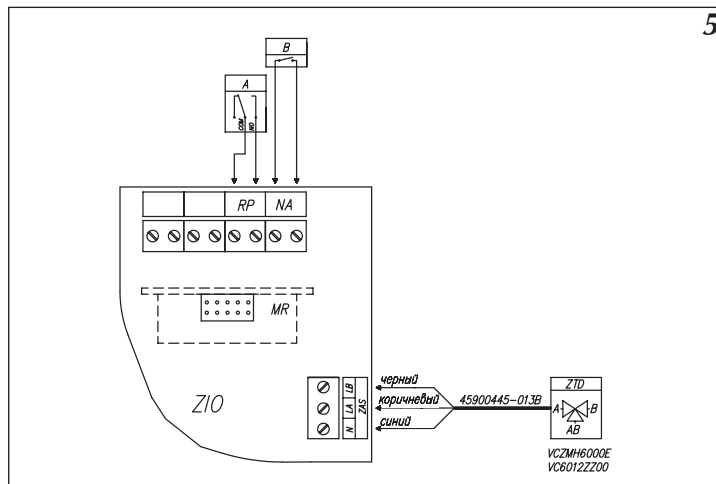 5
B
A
COM
NO
RP
NA
MR
ZIO
LB
LA
N
ZAS
черный
коричневый
синий
45900445-013B
ZTD
A
B
AB
VCZMH6000E
VC6012ZZ00